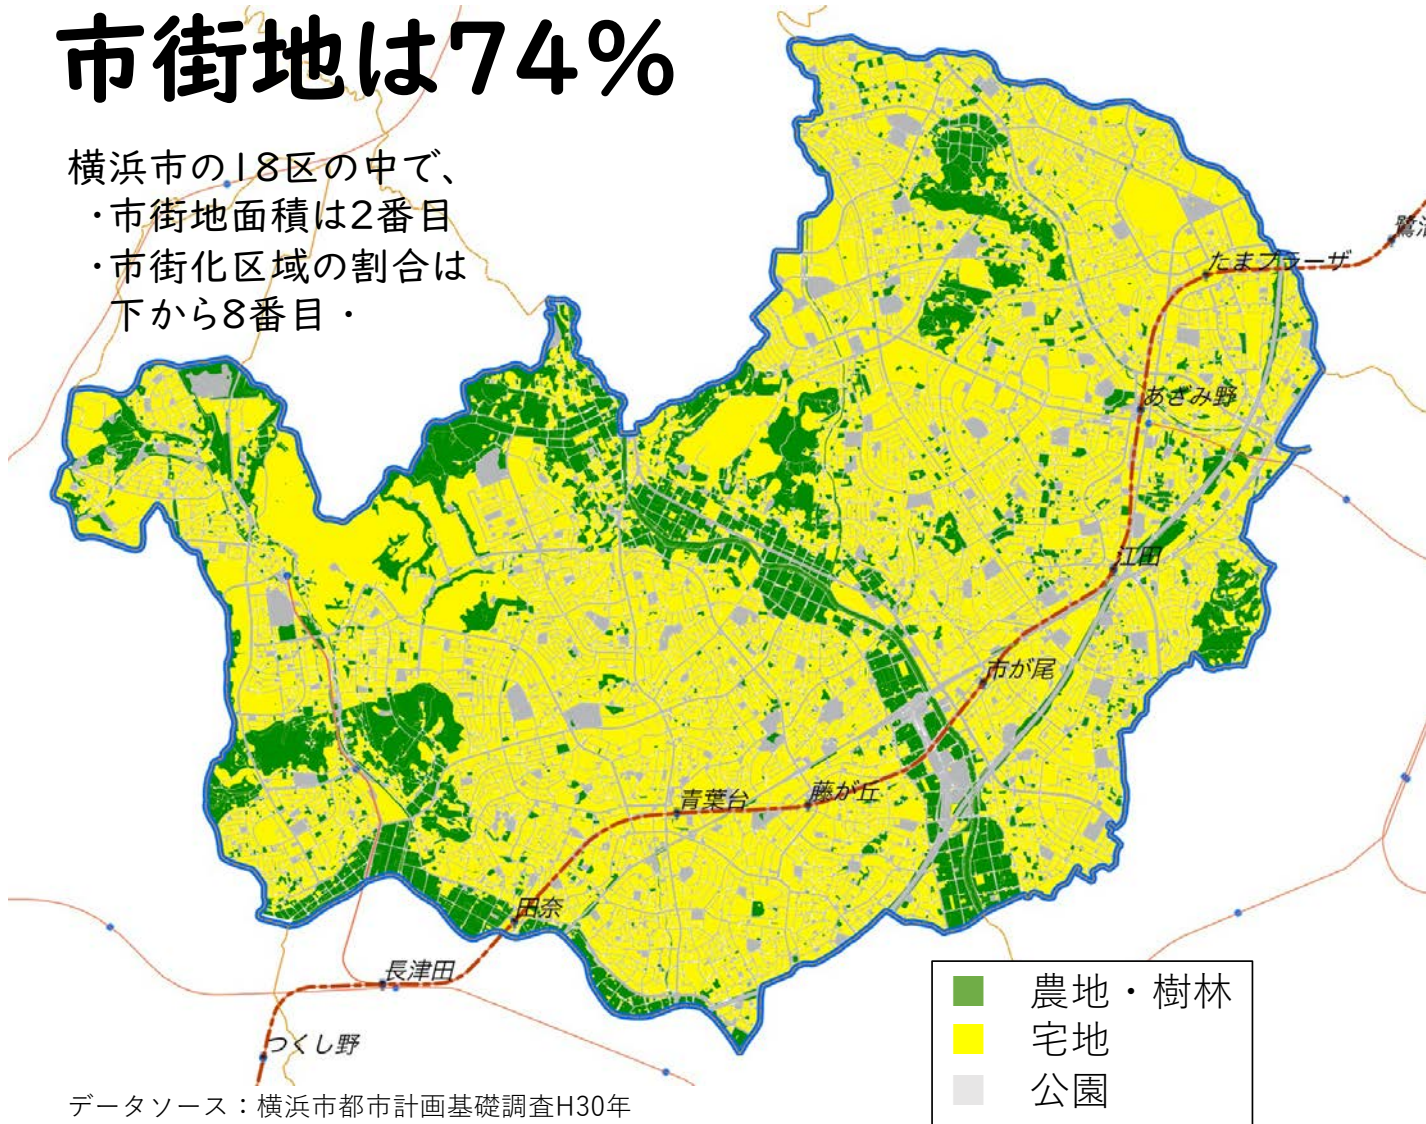 市街地は74%
横浜市の18区の中で、
・市街地面積は2番目
・市街化区域の割合は
下から8番目・
たまプラーザ
あざみ野
江田
市が尾
藤が丘
青葉台
田奈
長津田
つくし野
農地・樹林
宅地
公園
データソース：横浜市都市計画基礎調査H30年